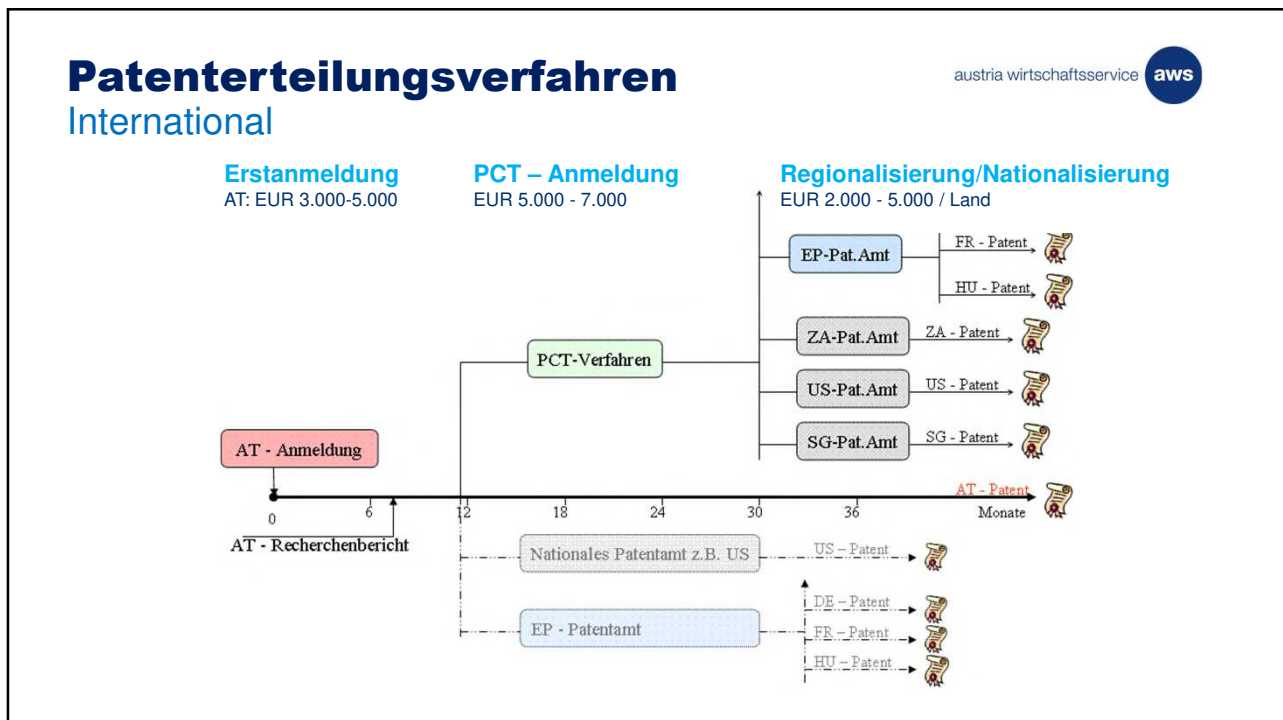 Patenterteilungsverfahren
International
austria wirtschaftsservice aws
Erstanmeldung
AT: EUR 3.000-5.000
PCT – Anmeldung
EUR 5.000 - 7.000
Regionalisierung/Nationalisierung
EUR 2.000 - 5.000 / Land
EP-Pat.Amt
FR - Patent
HU - Patent
ZA-Pat.Amt
ZA - Patent
PCT-Verfahren
US-Pat.Amt
US - Patent
SG-Pat.Amt
SG - Patent
AT - Anmeldung
AT - Patent
0 6 12 18 24 30 36 Monate
AT - Recherchenbericht
Nationales Patentamt z.B. US
US – Patent
DE – Patent
EP - Patentamt
FR – Patent
HU – Patent